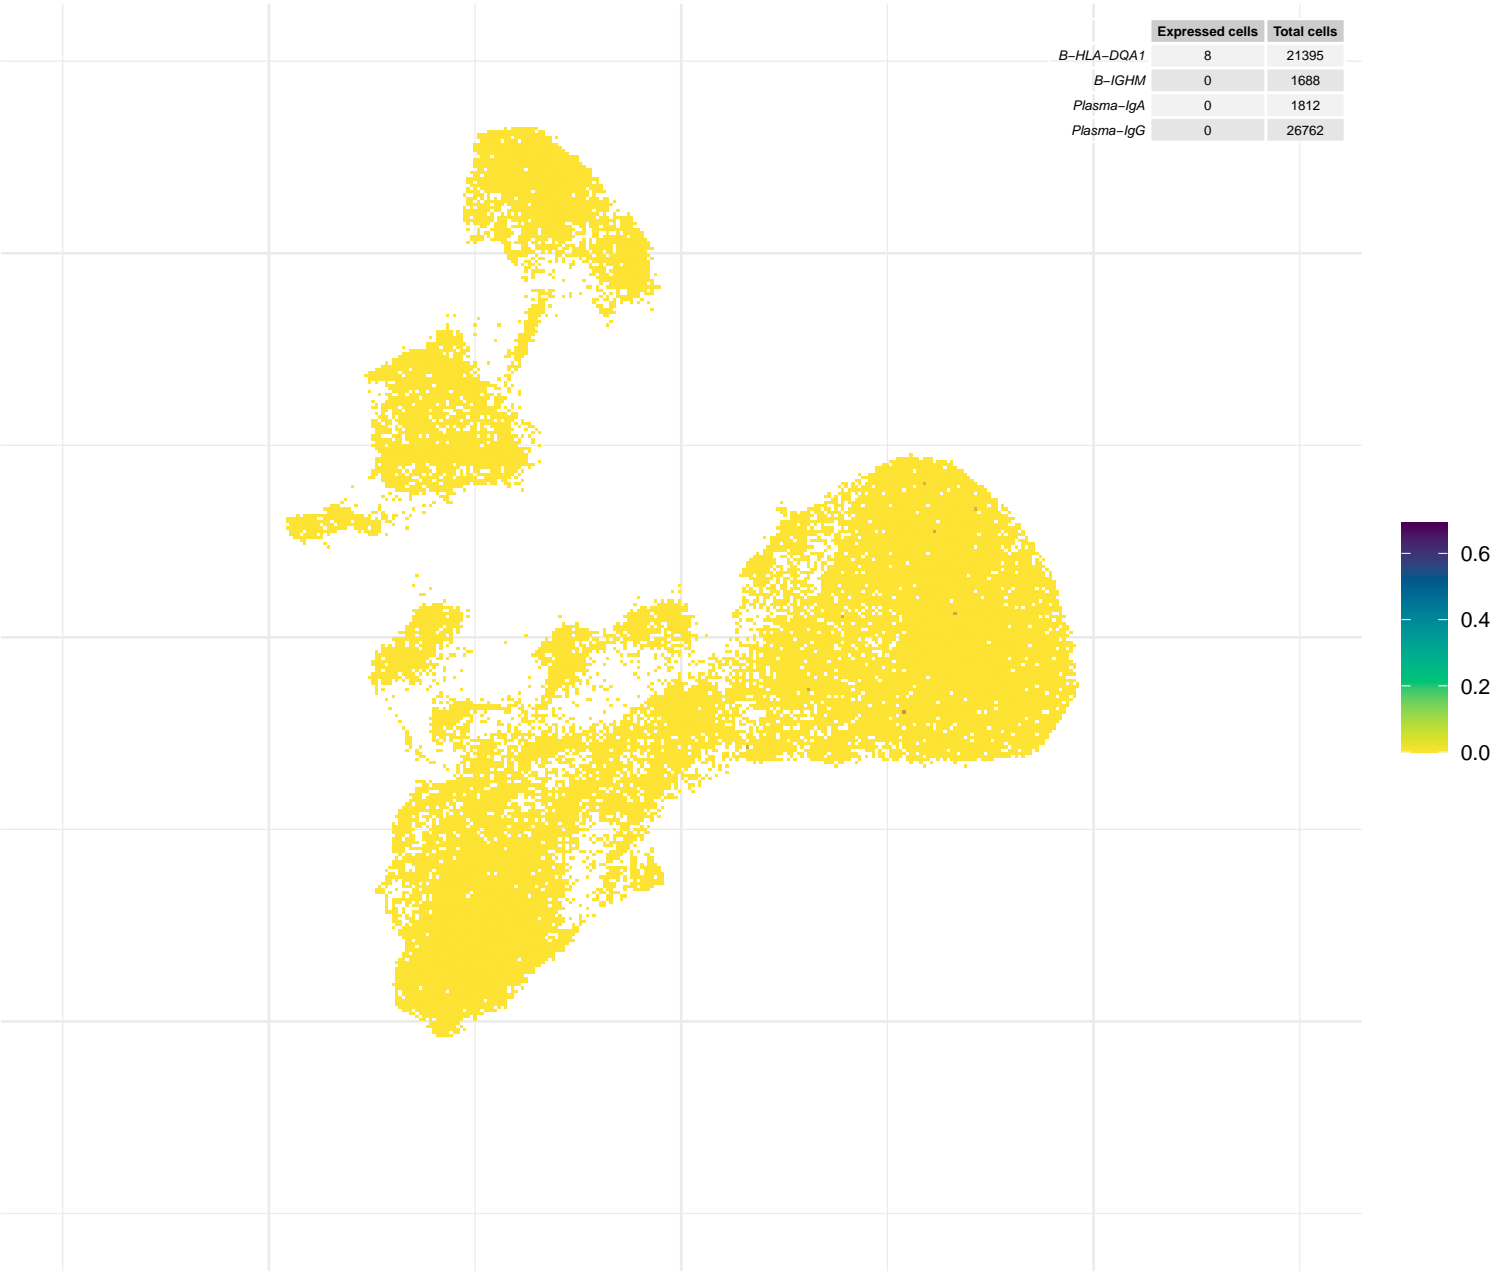 Expressed cells Total cells
B−HLA−DQA1 8 21395
B−IGHM 0 1688
Plasma−IgA 0 1812
Plasma−IgG 0 26762
0.6
0.4
0.2
0.0